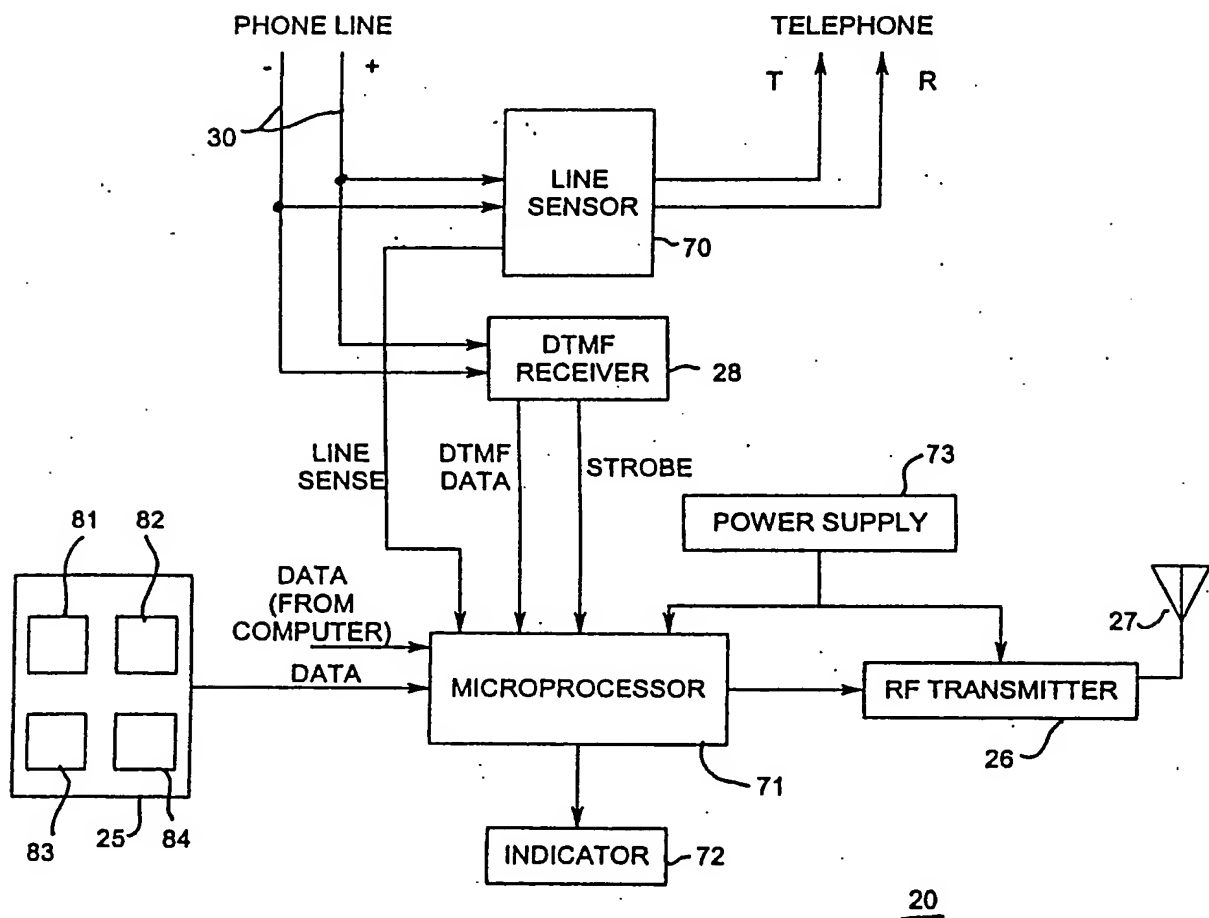 PHONE LINE
TELEPHONE
- +
T R
30
LINE
SENSOR
70
DTMF
RECEIVER
28
LINE
SENSE
DTMF
DATA
STROBE
73
POWER SUPPLY
81 82
DATA
(FROM
COMPUTER)
27
DATA
MICROPROCESSOR
RF TRANSMITTER
26
71
83 25 84
INDICATOR
72
20